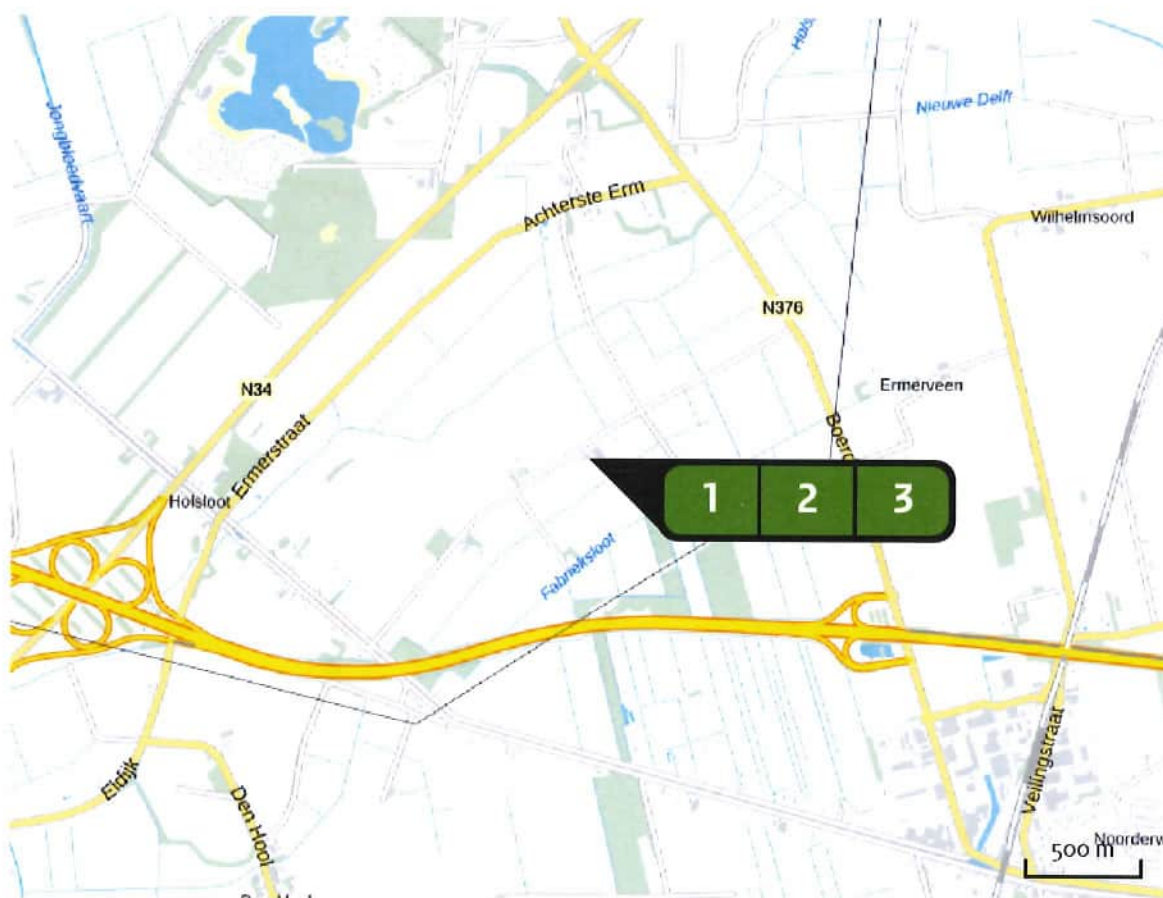 Jongbloedvaart
Nieuwe Delft
Achterste Erm
Wilhelmsoord
N376
N34
Ermerveen
Ermerstraat
1 2 3
Holsloot
Fabrieksloot
Eldijk
Den Hool
Veilingstraat
500 m